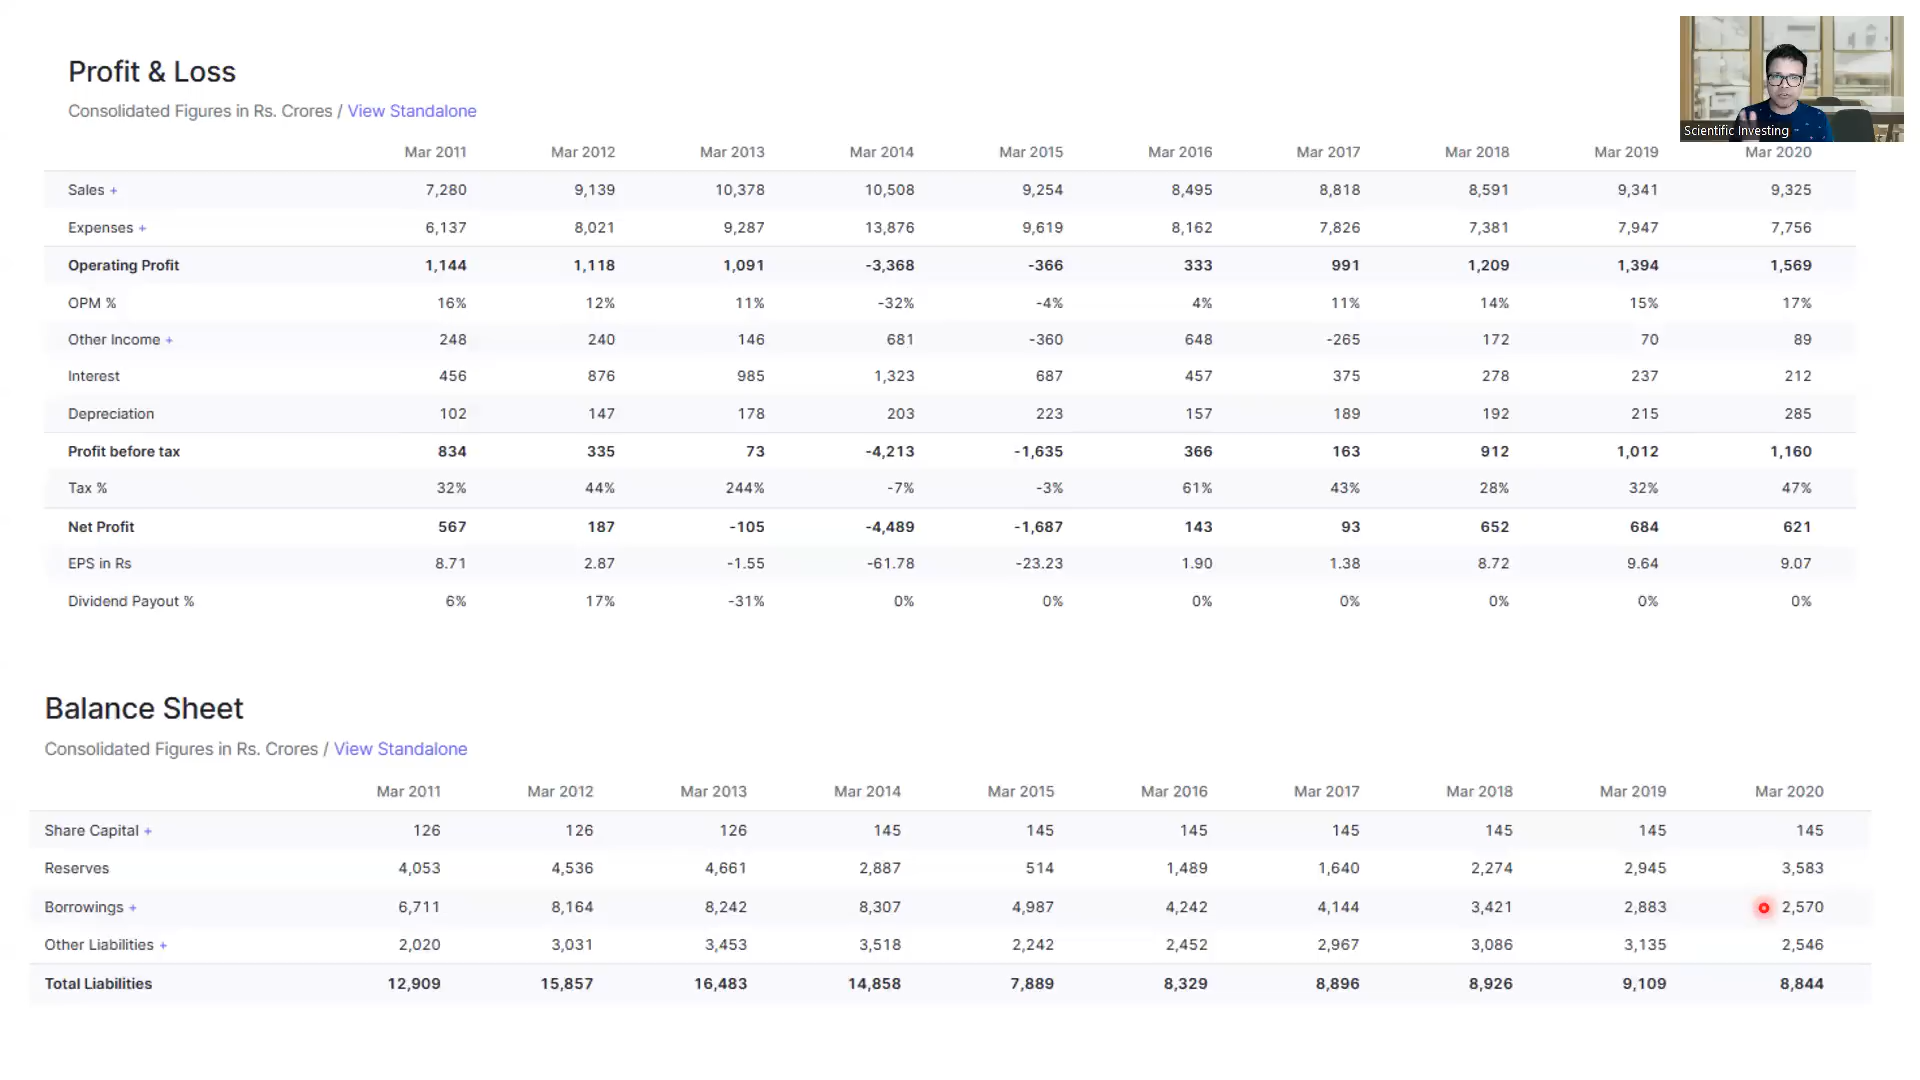 Profit & Loss
Consolidated Figures in Rs. Crores / View Standalone
Scientific Investing
Mar 2011 Mar 2012 Mar 2013 Mar 2014 Mar 2015 Mar 2016 Mar 2017 Mar 2018 Mar 2019 Mar 2020
Sales + 7,280 9,139 10,378 10,508 9,254 8,495 8,818 8,591 9,341 9,325
Expenses + 6,137 8,021 9,287 13,876 9,619 8,162 7,826 7,381 7,947 7,756
Operating Profit 1,144 1,118 1,091 -3,368 -366 333 991 1,209 1,394 1,569
OPM % 16% 12% 11% -32% -4% 4% 11% 14% 15% 17%
Other Income + 248 240 146 681 -360 648 -265 172 70 89
Interest 456 876 985 1,323 687 457 375 278 237 212
Depreciation 102 147 178 203 223 157 189 192 215 285
Profit before tax 834 335 73 -4,213 -1,635 366 163 912 1,012 1,160
Tax % 32% 44% 244% -7% -3% 61% 43% 28% 32% 47%
Net Profit 567 187 -105 -4,489 -1,687 143 93 652 684 621
EPS in Rs 8.71 2.87 -1.55 -61.78 -23.23 1.90 1.38 8.72 9.64 9.07
Dividend Payout % 6% 17% -31% 0% 0% 0% 0% 0% 0% 0%
Balance Sheet
Consolidated Figures in Rs. Crores / View Standalone
Mar 2011 Mar 2012 Mar 2013 Mar 2014 Mar 2015 Mar 2016 Mar 2017 Mar 2018 Mar 2019 Mar 2020
Share Capital + 126 126 126 145 145 145 145 145 145 145
Reserves 4,053 4,536 4,661 2,887 514 1,489 1,640 2,274 2,945 3,583
Borrowings + 6,711 8,164 8,242 8,307 4,987 4,242 4,144 3,421 2,883 2,570
Other Liabilities + 2,020 3,031 3,453 3,518 2,242 2,452 2,967 3,086 3,135 2,546
Total Liabilities 12,909 15,857 16,483 14,858 7,889 8,329 8,896 8,926 9,109 8,844